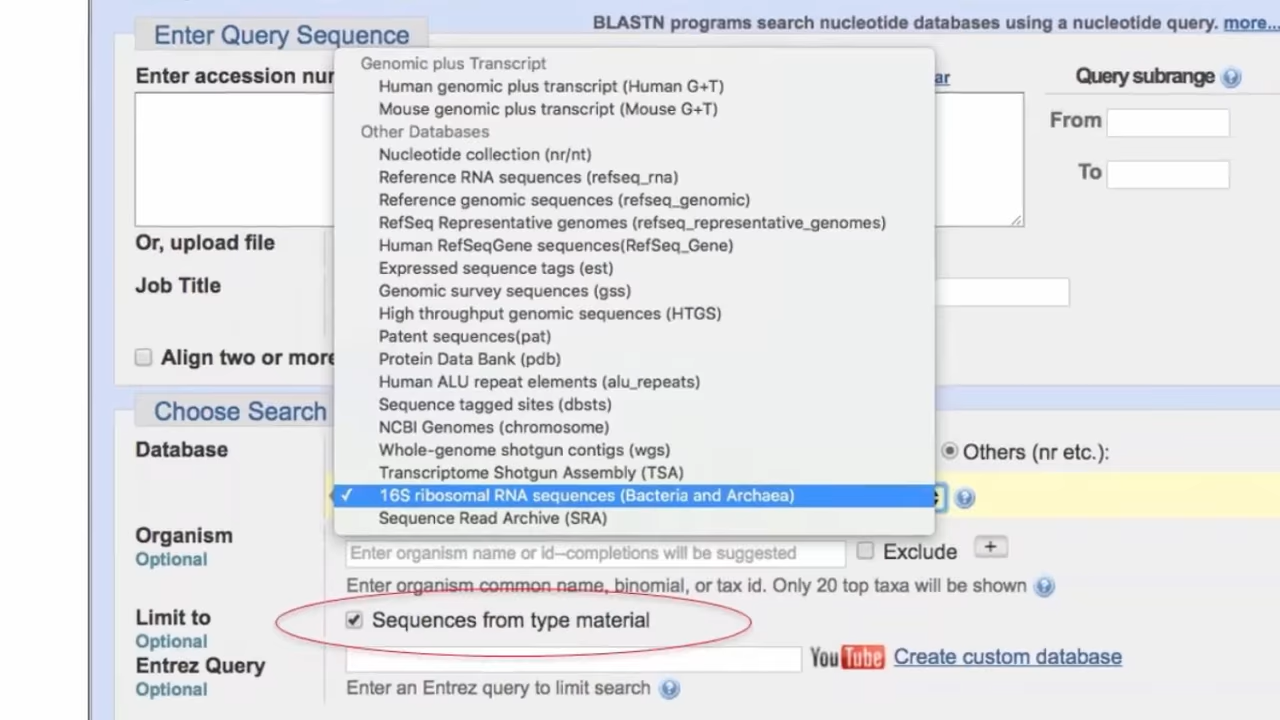 BLASTN programs search nucleotide databases using a nucleotide query. more...
Enter Query Sequence
Genomic plus Transcript
Enter accession nur
ar
Query subrange
Human genomic plus transcript (Human G+T)
Mouse genomic plus transcript (Mouse G+T)
From
Other Databases
Nucleotide collection (nr/nt)
To
Reference RNA sequences (refseq_rna)
Reference genomic sequences (refseq_genomic)
RefSeq Representative genomes (refseq_representative_genomes)
Or, upload file
Human RefSeqGene sequences(RefSeq_Gene)
Expressed sequence tags (est)
Job Title
Genomic survey sequences (gss)
High throughput genomic sequences (HTGS)
Patent sequences(pat)
Align two or more
Protein Data Bank (pdb)
Human ALU repeat elements (alu_repeats)
Choose Search
Sequence tagged sites (dbsts)
NCBI Genomes (chromosome)
Database
Whole-genome shotgun contigs (wgs)
Others (nr etc.):
Transcriptome Shotgun Assembly (TSA)
✓ 16S ribosomal RNA sequences (Bacteria and Archaea)
Sequence Read Archive (SRA)
Organism
Optional
Enter organism name or id--completions will be suggested
Exclude +
Enter organism common name, binomial, or tax id. Only 20 top taxa will be shown
Limit to
Optional
Sequences from type material
Entrez Query
Optional
YouTube Create custom database
Enter an Entrez query to limit search